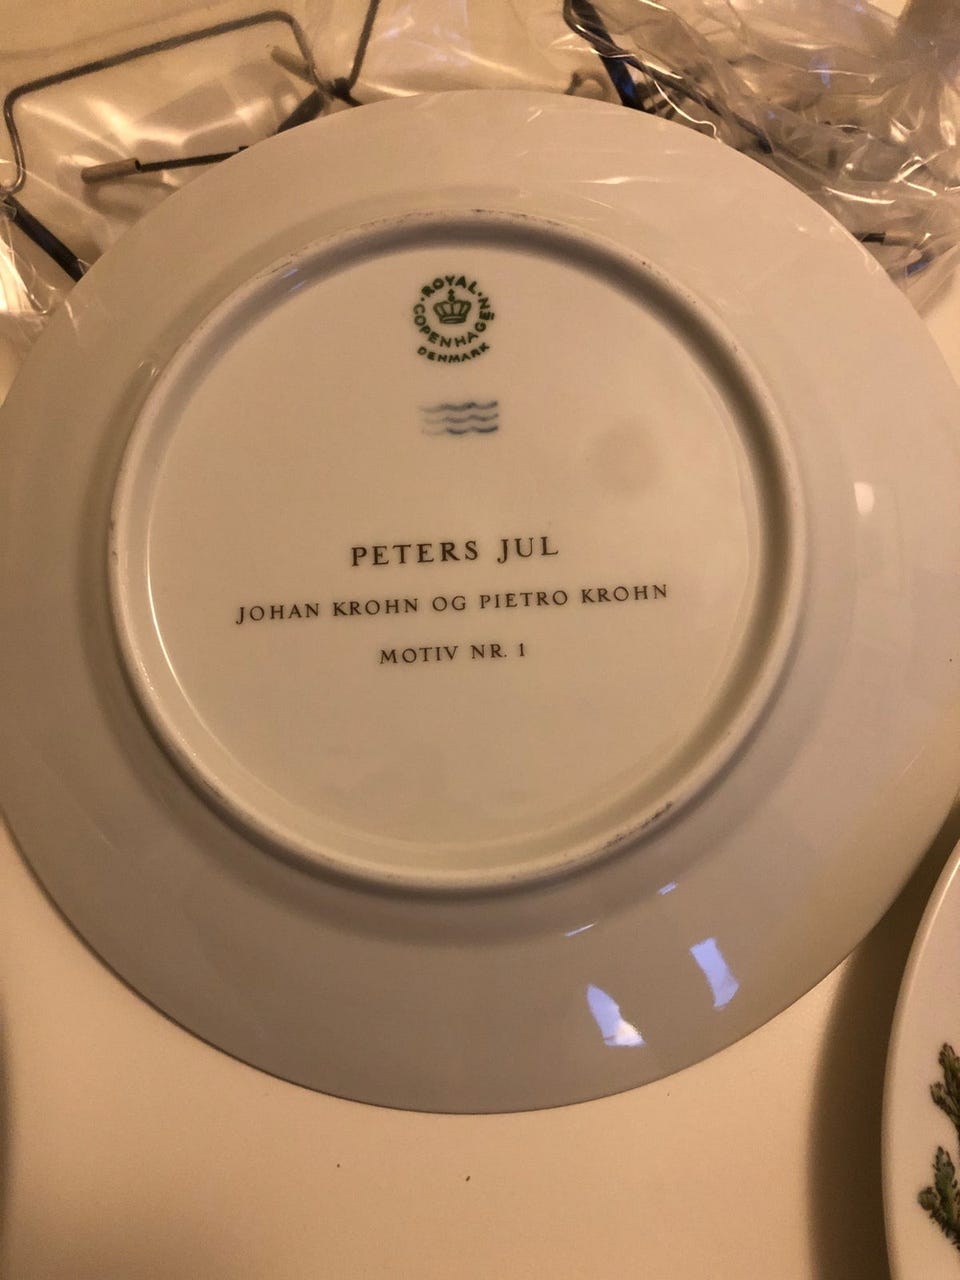 ROYAL
COPENHAGEN
DENMARK
PETERS JUL
JOHAN KROHN OG PIETRO KROHN
MOTIV NR. 1